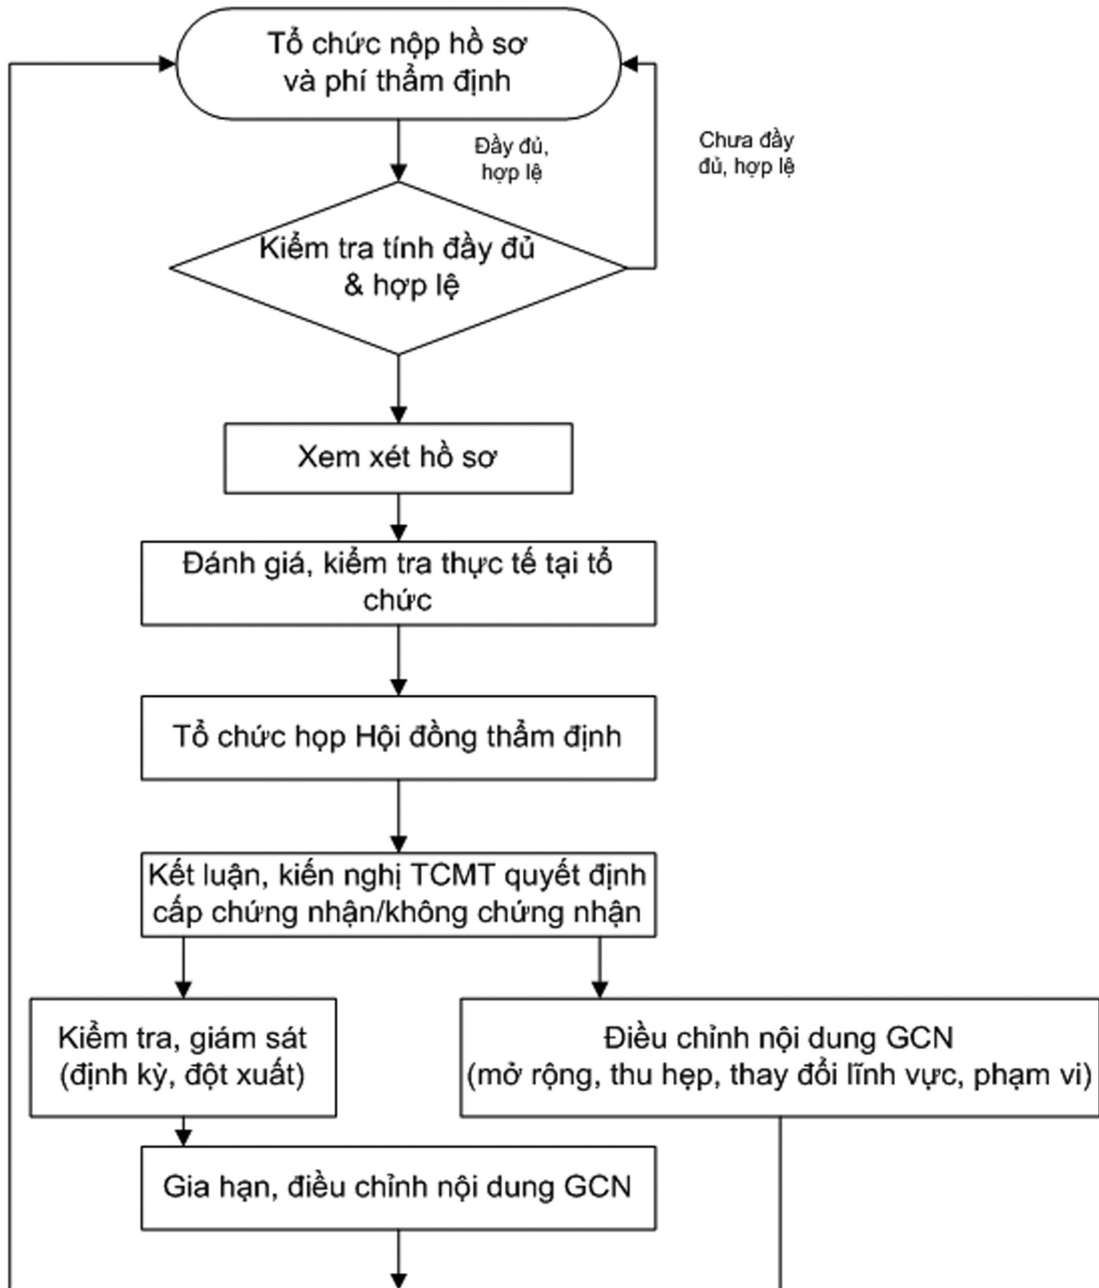 Tổ chức nộp hồ sơ
và phí thẩm định
Đầy đủ,
hợp lệ
Chưa đầy
đủ, hợp lệ
Kiểm tra tính đầy đủ
& hợp lệ
Xem xét hồ sơ
Đánh giá, kiểm tra thực tế tại tổ
chức
Tổ chức họp Hội đồng thẩm định
Kết luận, kiến nghị TCMT quyết định
cấp chứng nhận/không chứng nhận
Kiểm tra, giám sát
(định kỳ, đột xuất)
Điều chỉnh nội dung GCN
(mở rộng, thu hẹp, thay đổi lĩnh vực, phạm vi)
Gia hạn, điều chỉnh nội dung GCN